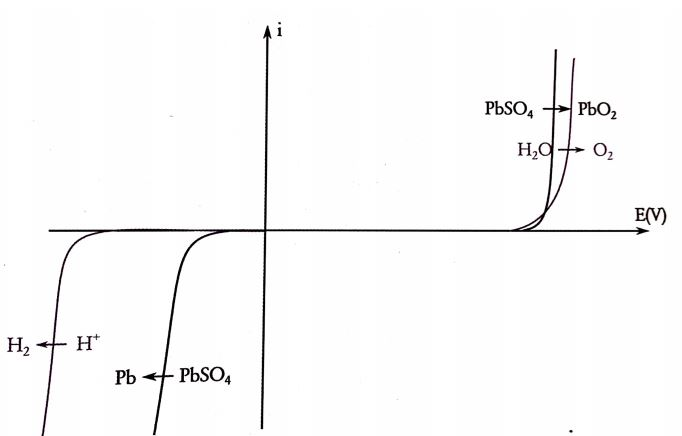 i
PbSO₄ → PbO₂
H₂O → O₂
E(V)
H₂ ← H⁺
Pb ← PbSO₄